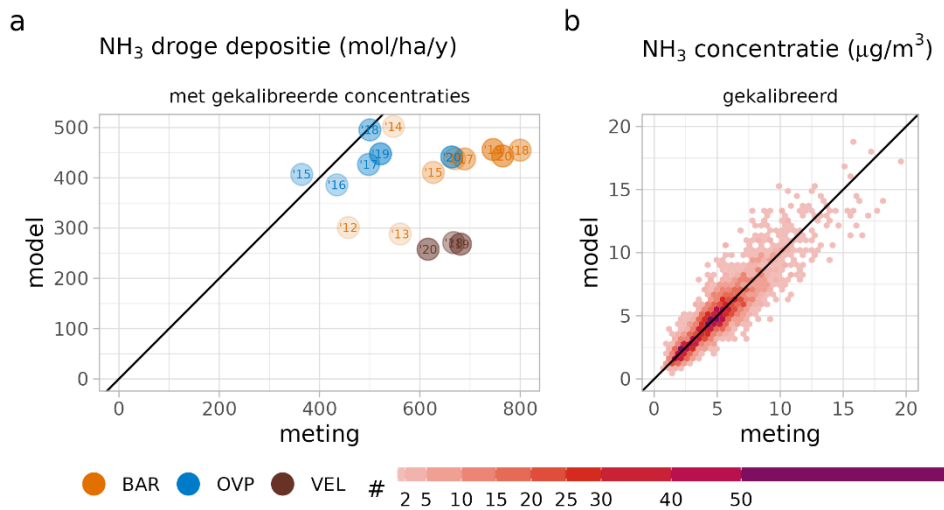 a
NH₃ droge depositie (mol/ha/y)
met gekalibreerde concentraties
500
400
300
200
100
0
model
'18
'14
'19
'17
'15
'16
'20
'17
'15
'19
'20
'18
'12
'13
'20
'18
'19
0
200
400
600
800
meting
b
NH₃ concentratie (μg/m³)
gekalibreerd
20
15
10
5
0
model
0
5
10
15
20
meting
BAR
OVP
VEL
#
2 5 10 15 20 25 30 40 50